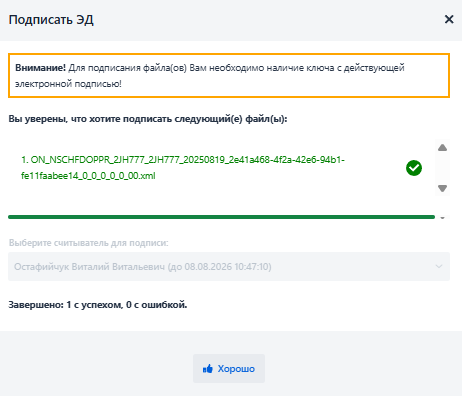 Подписать ЭД
Внимание! Для подписания файла(ов) Вам необходимо наличие ключа с действующей
электронной подписью!
Вы уверены, что хотите подписать следующий(е) файл(ы):
1. ON_NSCHFDOPPR_2JH777_2JH777_20250819_2e41a468-4f2a-42e6-94b1-
fe11faabee14_0_0_0_0_0_00.xml
Выберите считыватель для подписи:
Остафийчук Виталий Витальевич (до 08.08.2026 10:47:10)
Завершено: 1 с успехом, 0 с ошибкой.
Хорошо